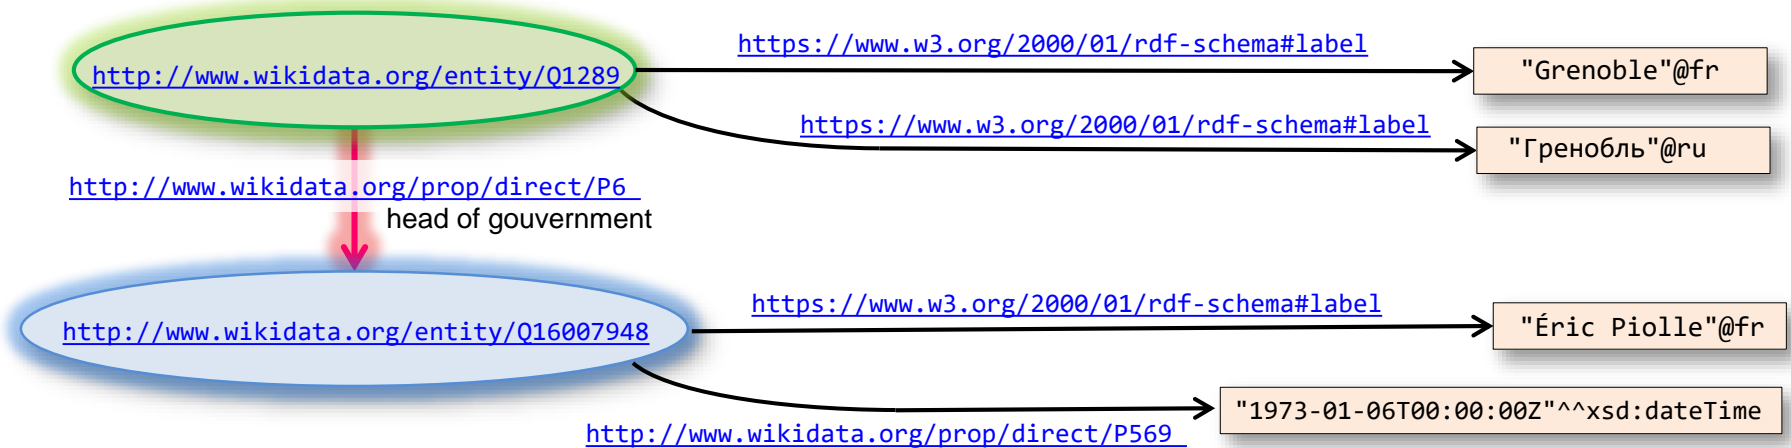 https://www.w3.org/2000/01/rdf-schema#label
http://www.wikidata.org/entity/Q1289
"Grenoble"@fr
https://www.w3.org/2000/01/rdf-schema#label
"Гренобль"@ru
http://www.wikidata.org/prop/direct/P6
head of gouvernment
https://www.w3.org/2000/01/rdf-schema#label
http://www.wikidata.org/entity/Q16007948
"Éric Piolle"@fr
"1973-01-06T00:00:00Z"^^xsd:dateTime
http://www.wikidata.org/prop/direct/P569